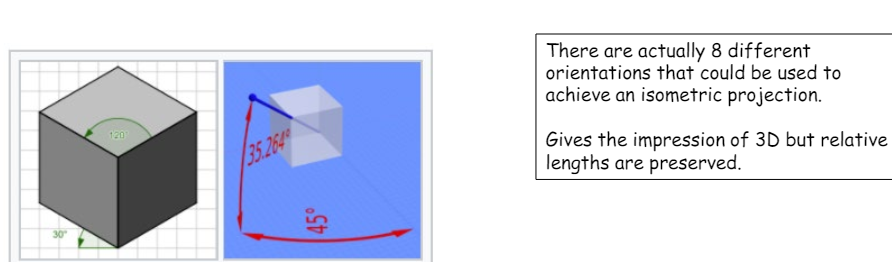 120°
30°
35.264°
45°
There are actually 8 different
orientations that could be used to
achieve an isometric projection.
Gives the impression of 3D but relative
lengths are preserved.